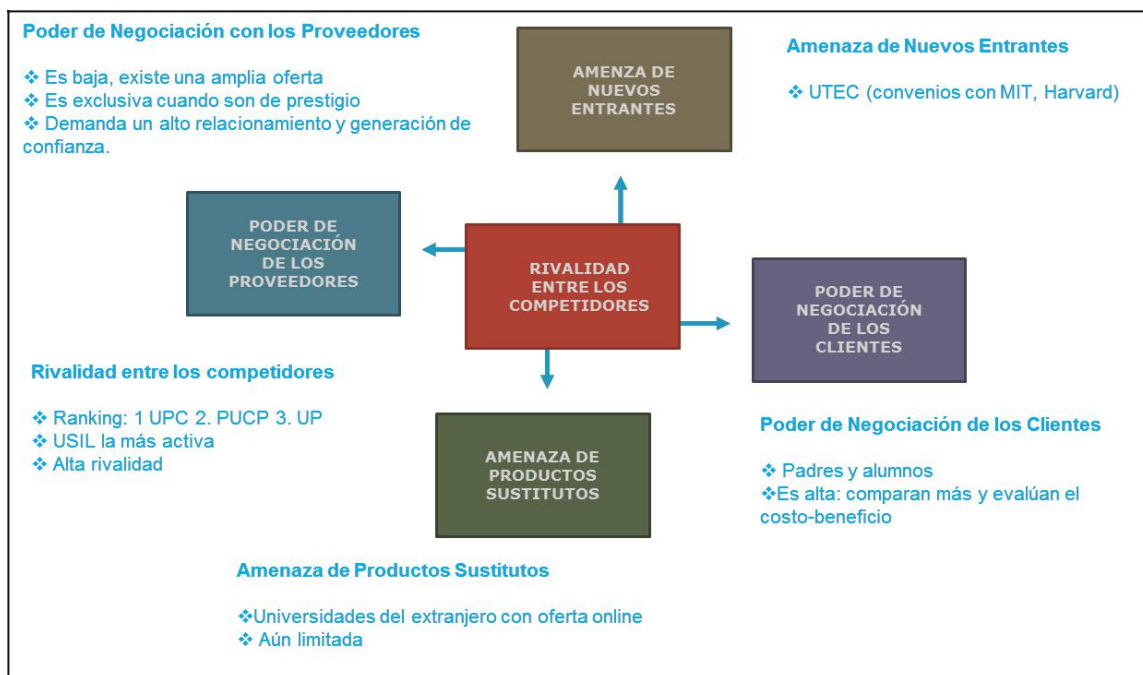 Poder de Negociación con los Proveedores
❖ Es baja, existe una amplia oferta
❖ Es exclusiva cuando son de prestigio
❖ Demanda un alto relacionamiento y generación de
confianza.
AMENZA DE
NUEVOS
ENTRANTES
Amenaza de Nuevos Entrantes
❖ UTEC (convenios con MIT, Harvard)
PODER DE
NEGOCIACIÓN
DE LOS
PROVEEDORES
RIVALIDAD
ENTRE LOS
COMPETIDORES
PODER DE
NEGOCIACIÓN
DE LOS
CLIENTES
Rivalidad entre los competidores
❖ Ranking: 1 UPC 2. PUCP 3. UP
❖ USIL la más activa
❖ Alta rivalidad
AMENAZA DE
PRODUCTOS
SUSTITUTOS
Poder de Negociación de los Clientes
❖ Padres y alumnos
❖Es alta: comparan más y evalúan el
costo-beneficio
Amenaza de Productos Sustitutos
❖Universidades del extranjero con oferta online
❖ Aún limitada